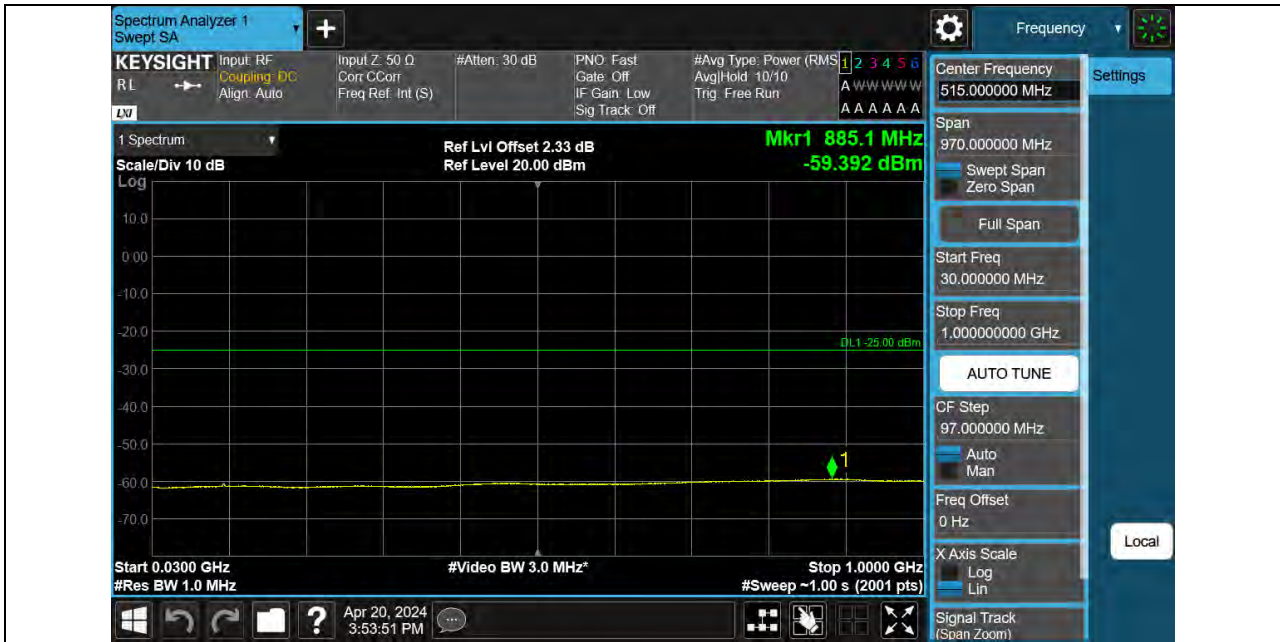 Spectrum Analyzer 1
Swept SA
+
Frequency
KEYSIGHT
RL
LXI
Input: RF
Coupling: DC
Align: Auto
Input Z: 50 Ω
Corr CCorr
Freq Ref: Int (S)
#Atten: 30 dB
PNO: Fast
Gate: Off
IF Gain: Low
Sig Track: Off
#Avg Type: Power (RMS
Avg|Hold: 10/10
Trig: Free Run
1 2 3 4 5 6
A W W W W W
A A A A A A
1 Spectrum
Scale/Div 10 dB
Log
Ref Lvl Offset 2.33 dB
Ref Level 20.00 dBm
Mkr1 885.1 MHz
-59.392 dBm
10.0
0.00
-10.0
-20.0
DL1 -25.00 dBm
-30.0
-40.0
-50.0
1
-60.0
-70.0
Start 0.0300 GHz
#Res BW 1.0 MHz
#Video BW 3.0 MHz*
Stop 1.0000 GHz
#Sweep ~1.00 s (2001 pts)
?
Apr 20, 2024
3:53:51 PM
Center Frequency
515.000000 MHz
Span
970.000000 MHz
Swept Span
Zero Span
Full Span
Start Freq
30.000000 MHz
Stop Freq
1.000000000 GHz
AUTO TUNE
CF Step
97.000000 MHz
Auto
Man
Freq Offset
0 Hz
X Axis Scale
Log
Lin
Signal Track
(Span Zoom)
Settings
Local